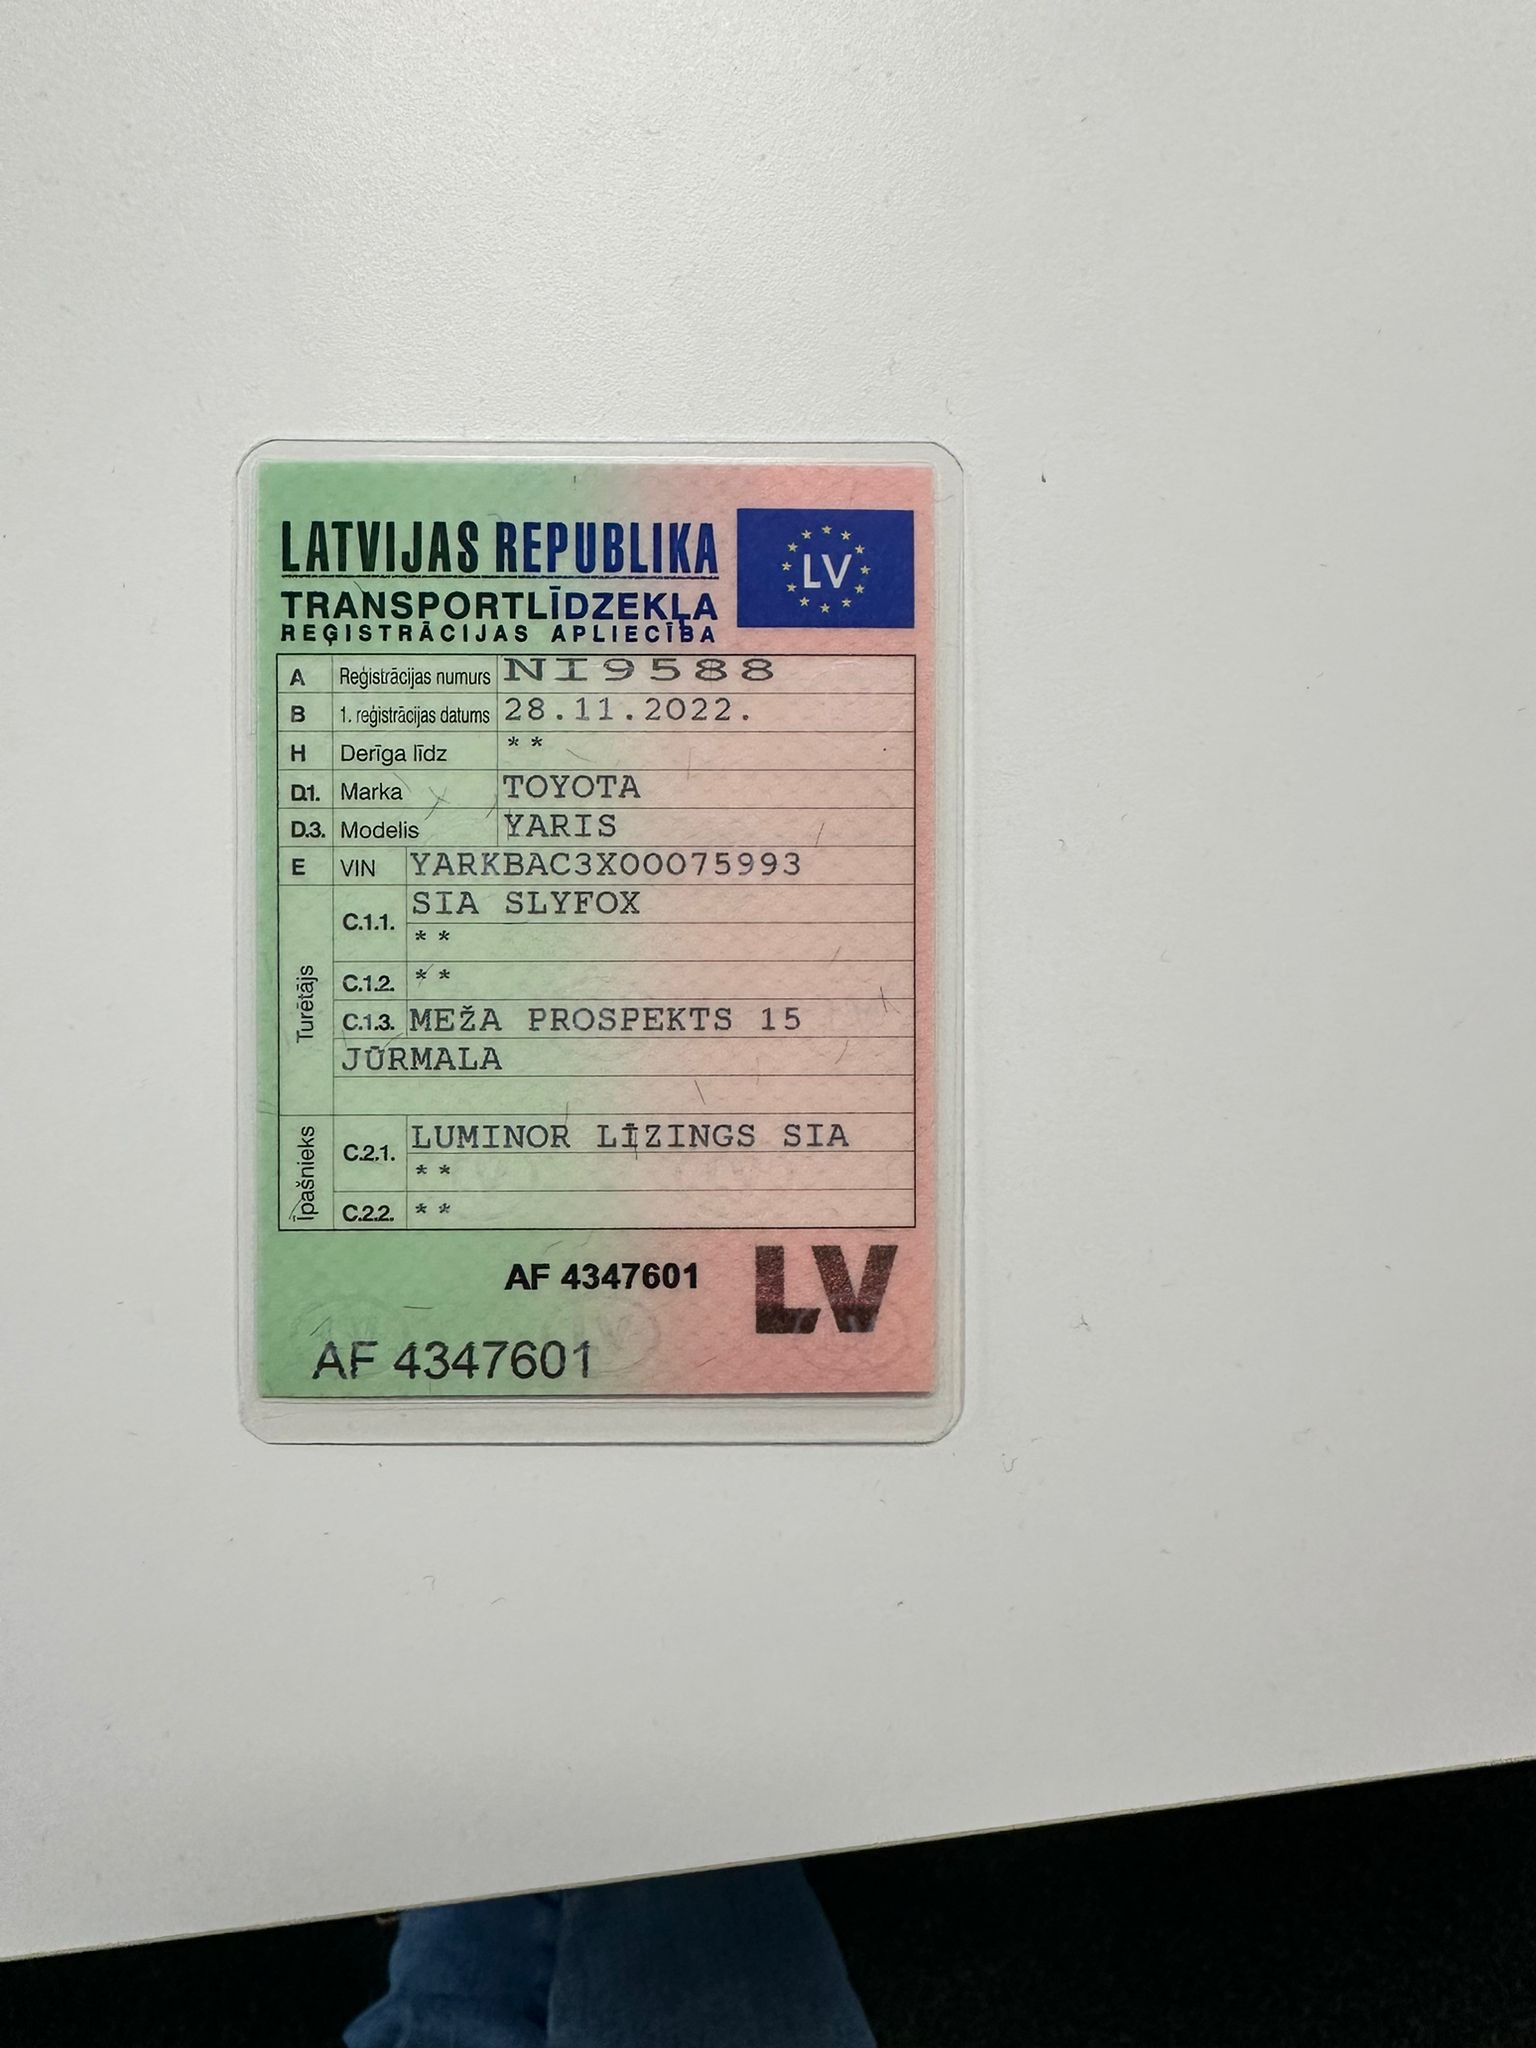 LATVIJAS REPUBLIKA
TRANSPORTLĪDZEKĻA
REĢISTRĀCIJAS APLIECĪBA
LV
A Reģistrācijas numurs NI9588
B 1. reģistrācijas datums 28.11.2022.
H Derīga līdz **
D.1. Marka TOYOTA
D.3. Modelis YARIS
E VIN YARKBAC3X00075993
Turētājs
C.1.1. SIA SLYFOX
**
C.1.2. **
C.1.3. MEŽA PROSPEKTS 15
JŪRMALA
Īpašnieks
C.2.1. LUMINOR LĪZINGS SIA
**
C.2.2. **
AF 4347601
LV
AF 4347601